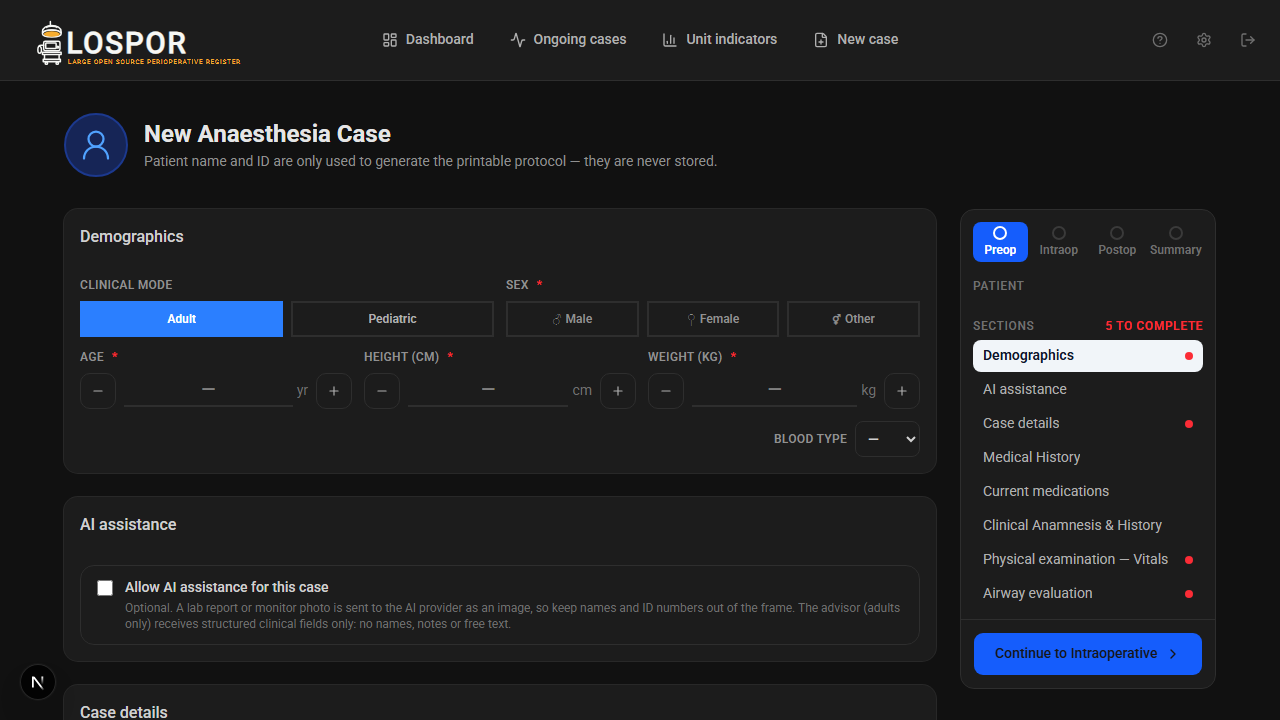 LOSPOR
LARGE OPEN SOURCE PERIOPERATIVE REGISTER
Dashboard
Ongoing cases
Unit indicators
New case
New Anaesthesia Case
Patient name and ID are only used to generate the printable protocol — they are never stored.
Demographics
CLINICAL MODE
SEX *
Adult
Pediatric
♂ Male
♀ Female
⚥ Other
AGE *
HEIGHT (CM) *
WEIGHT (KG) *
− — yr +
− — cm +
− — kg +
BLOOD TYPE —
AI assistance
Allow AI assistance for this case
Optional. A lab report or monitor photo is sent to the AI provider as an image, so keep names and ID numbers out of the frame. The advisor (adults
only) receives structured clinical fields only: no names, notes or free text.
Case details
Preop
Intraop
Postop
Summary
PATIENT
SECTIONS
5 TO COMPLETE
Demographics
AI assistance
Case details
Medical History
Current medications
Clinical Anamnesis & History
Physical examination — Vitals
Airway evaluation
Continue to Intraoperative
N